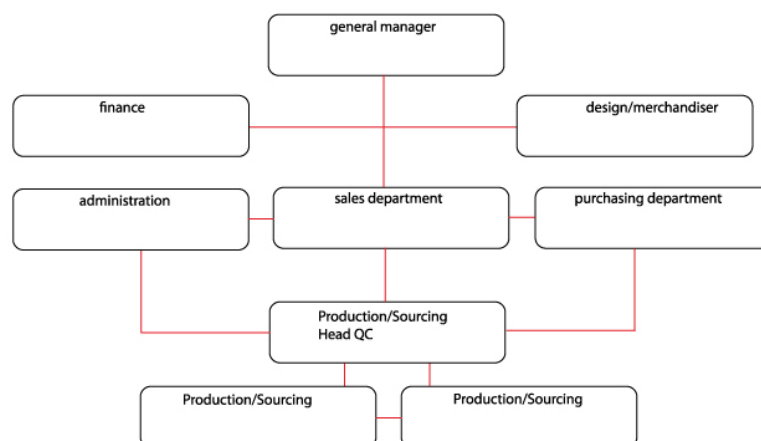 general manager
finance
design/merchandiser
administration
sales department
purchasing department
Production/Sourcing
Head QC
Production/Sourcing
Production/Sourcing